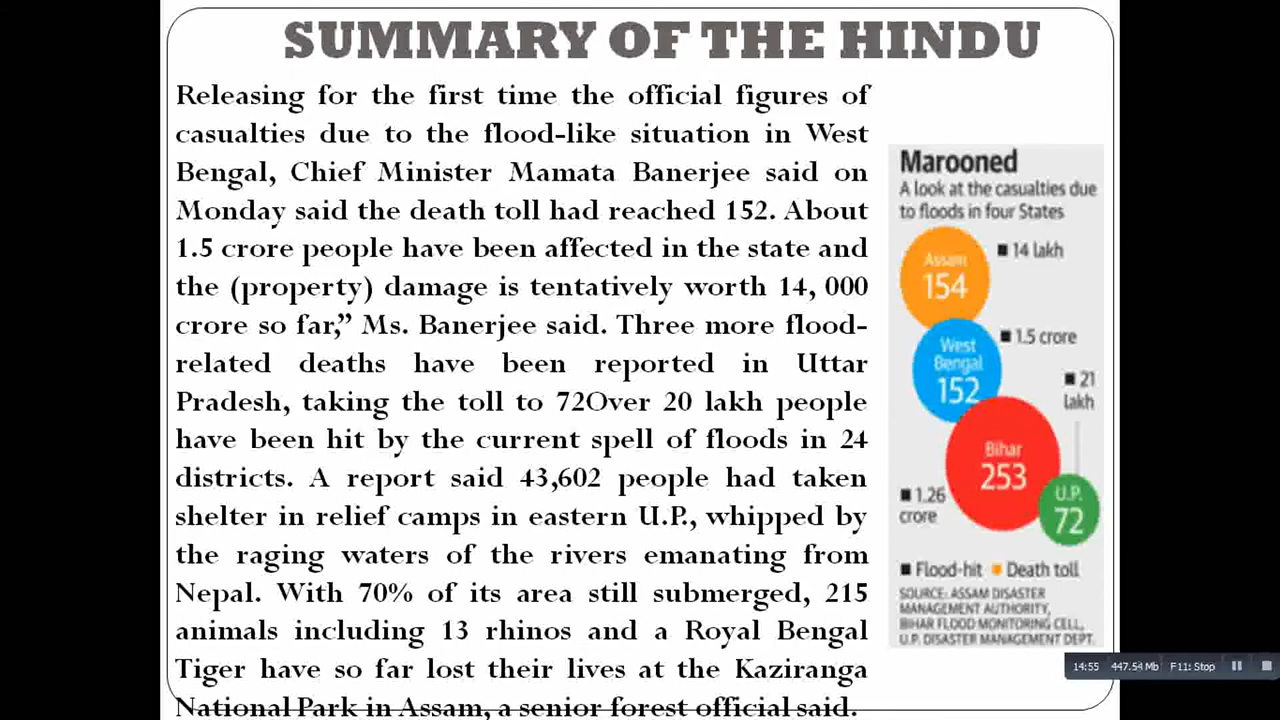 SUMMARY OF THE HINDU
Releasing for the first time the official figures of
casualties due to the flood-like situation in West
Bengal, Chief Minister Mamata Banerjee said on
Monday said the death toll had reached 152. About
1.5 crore people have been affected in the state and
the (property) damage is tentatively worth 14, 000
crore so far,” Ms. Banerjee said. Three more flood-
related deaths have been reported in Uttar
Pradesh, taking the toll to 72Over 20 lakh people
have been hit by the current spell of floods in 24
districts. A report said 43,602 people had taken
shelter in relief camps in eastern U.P., whipped by
the raging waters of the rivers emanating from
Nepal. With 70% of its area still submerged, 215
animals including 13 rhinos and a Royal Bengal
Tiger have so far lost their lives at the Kaziranga
National Park in Assam, a senior forest official said.
Marooned
A look at the casualties due
to floods in four States
Assam
154
14 lakh
West
Bengal
152
1.5 crore
21
lakh
Bihar
253
1.26
crore
U.P.
72
Flood-hit Death toll
SOURCE: ASSAM DISASTER
MANAGEMENT AUTHORITY,
BIHAR FLOOD MONITORING CELL,
U.P. DISASTER MANAGEMENT DEPT.
14:55 447.54 Mb F11: Stop